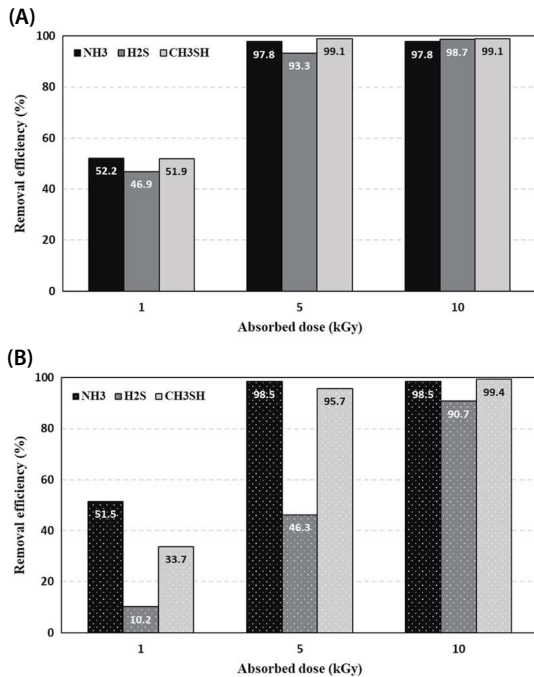 (A)
100
80
60
40
20
0
Removal efficiency (%)
NH3 H2S CH3SH
52.2 46.9 51.9
97.8 93.3 99.1
97.8 98.7 99.1
1 5 10
Absorbed dose (kGy)
(B)
100
80
60
40
20
0
Removal efficiency (%)
NH3 H2S CH3SH
51.5 10.2 33.7
98.5 46.3 95.7
98.5 90.7 99.4
1 5 10
Absorbed dose (kGy)